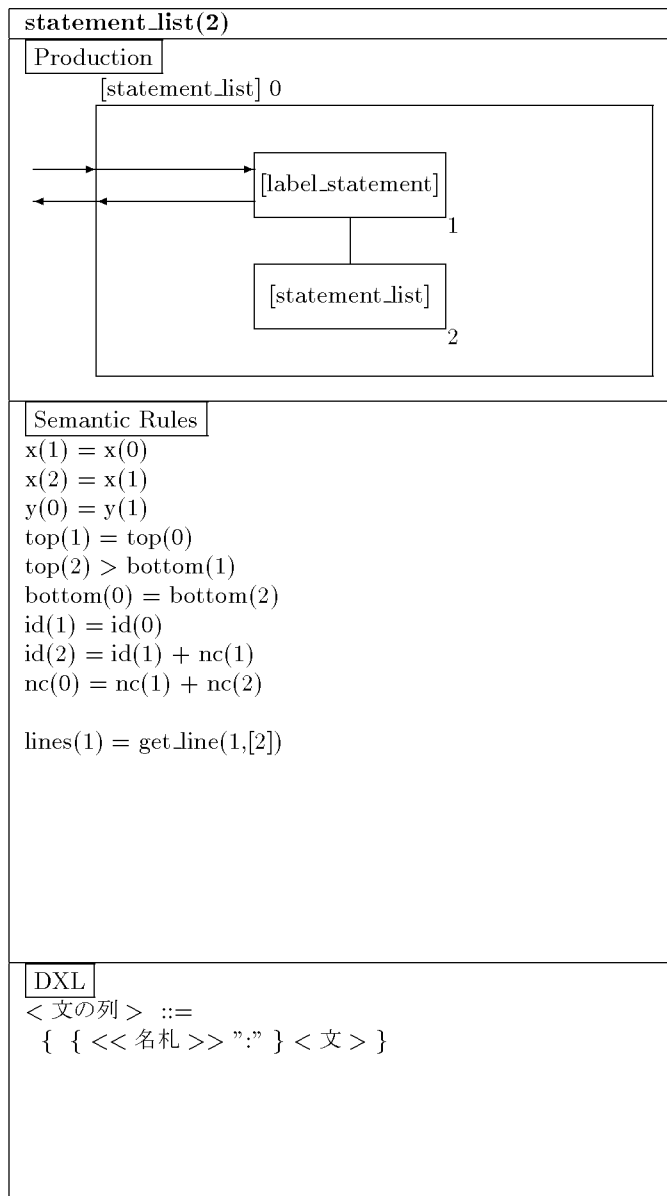 statement_list(2)
Production
[statement_list] 0
[label_statement]
1
[statement_list]
2
Semantic Rules
x(1) = x(0)
x(2) = x(1)
y(0) = y(1)
top(1) = top(0)
top(2) > bottom(1)
bottom(0) = bottom(2)
id(1) = id(0)
id(2) = id(1) + nc(1)
nc(0) = nc(1) + nc(2)
lines(1) = get_line(1,[2])
DXL
< 文の列 > ::=
{ { << 名札 >> ”:” } < 文 > }